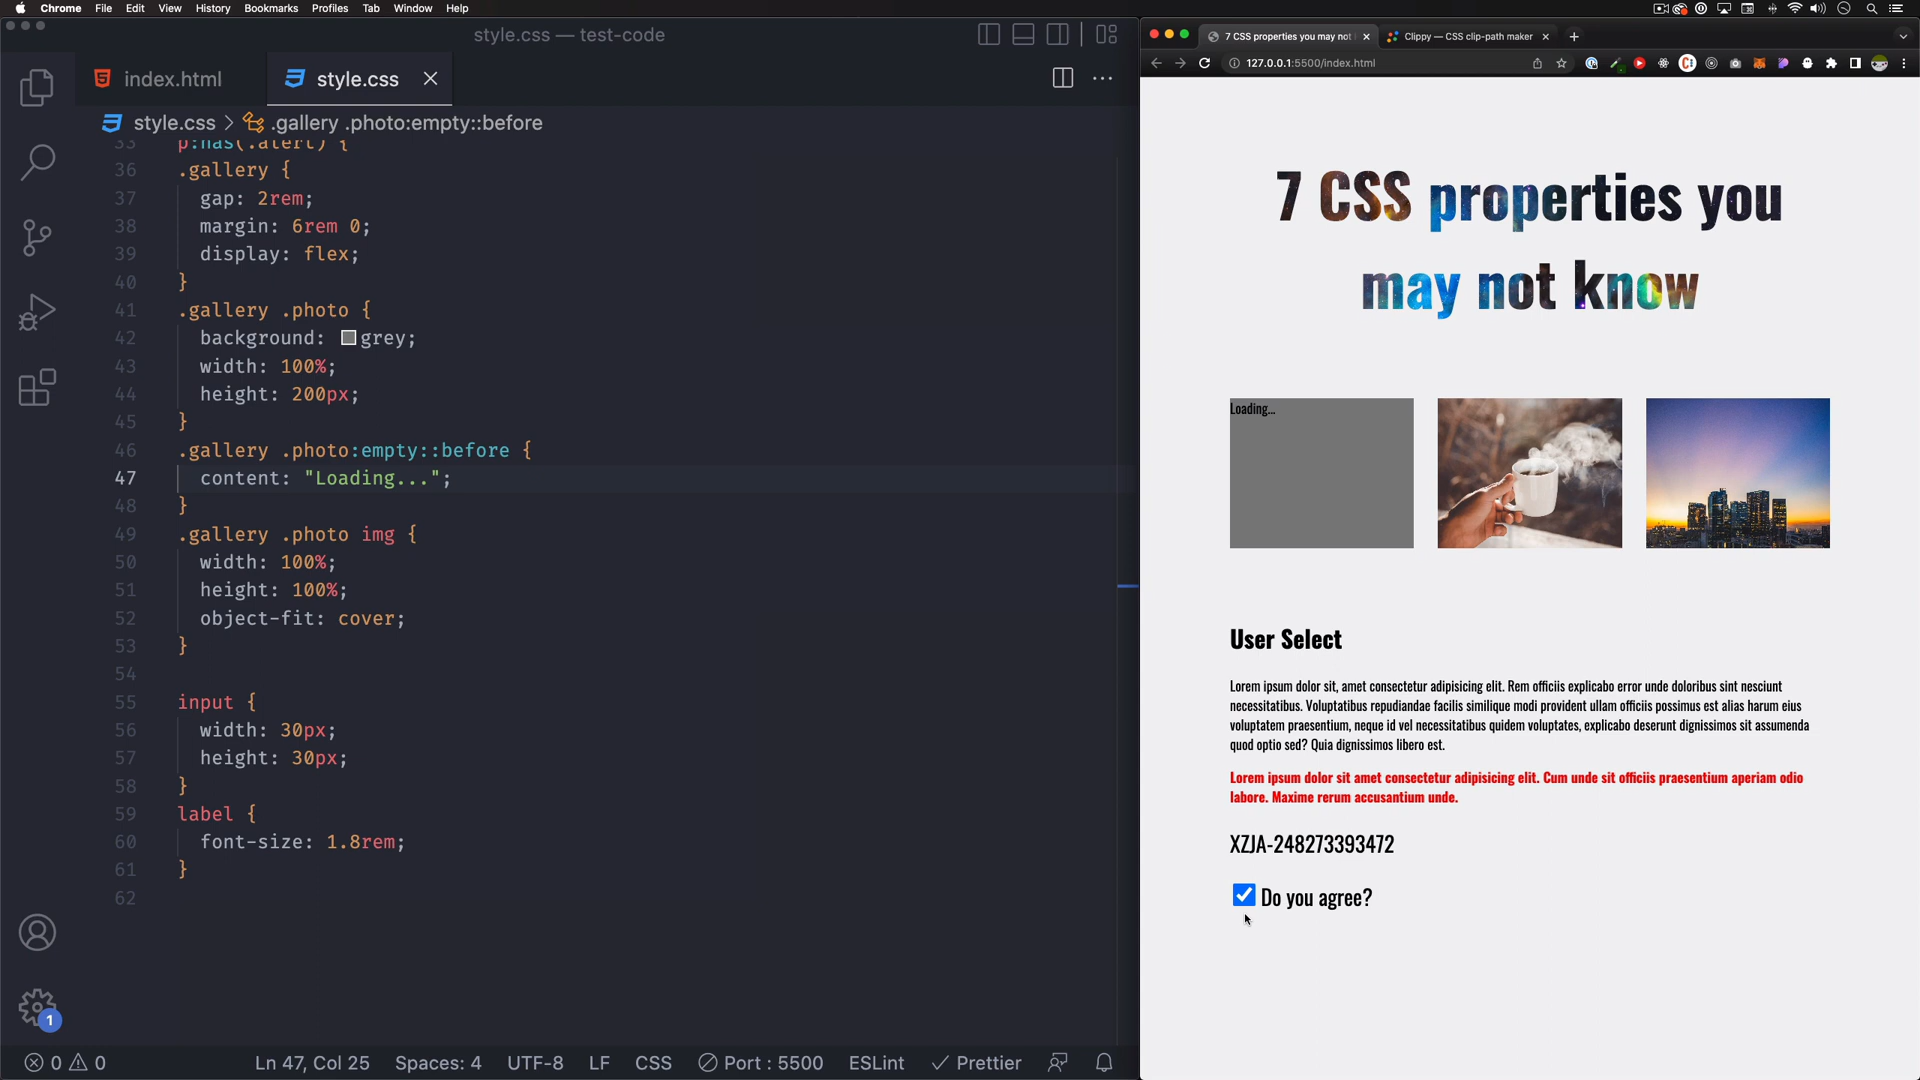 Chrome File Edit View History Bookmarks Profiles Tab Window Help
style.css — test-code
index.html style.css
style.css > .gallery .photo:empty::before
33 p:has(.alert) {
36 .gallery {
37 gap: 2rem;
38 margin: 6rem 0;
39 display: flex;
40 }
41 .gallery .photo {
42 background: grey;
43 width: 100%;
44 height: 200px;
45 }
46 .gallery .photo:empty::before {
47 content: "Loading...";
48 }
49 .gallery .photo img {
50 width: 100%;
51 height: 100%;
52 object-fit: cover;
53 }
54
55 input {
56 width: 30px;
57 height: 30px;
58 }
59 label {
60 font-size: 1.8rem;
61 }
62
1
0 0 Ln 47, Col 25 Spaces: 4 UTF-8 LF CSS Port : 5500 ESLint Prettier
7 CSS properties you may not Clippy — CSS clip-path maker
127.0.0.1:5500/index.html
7 CSS properties you
may not know
Loading...
User Select
Lorem ipsum dolor sit, amet consectetur adipisicing elit. Rem officiis explicabo error unde doloribus sint nesciunt
necessitatibus. Voluptatibus repudiandae facilis similique modi provident ullam officiis possimus est alias harum eius
voluptatem praesentium, neque id vel necessitatibus quidem voluptates, explicabo deserunt dignissimos sit assumenda
quod optio sed? Quia dignissimos libero est.
Lorem ipsum dolor sit amet consectetur adipisicing elit. Cum unde sit officiis praesentium aperiam odio
labore. Maxime rerum accusantium unde.
XZJA-248273393472
Do you agree?